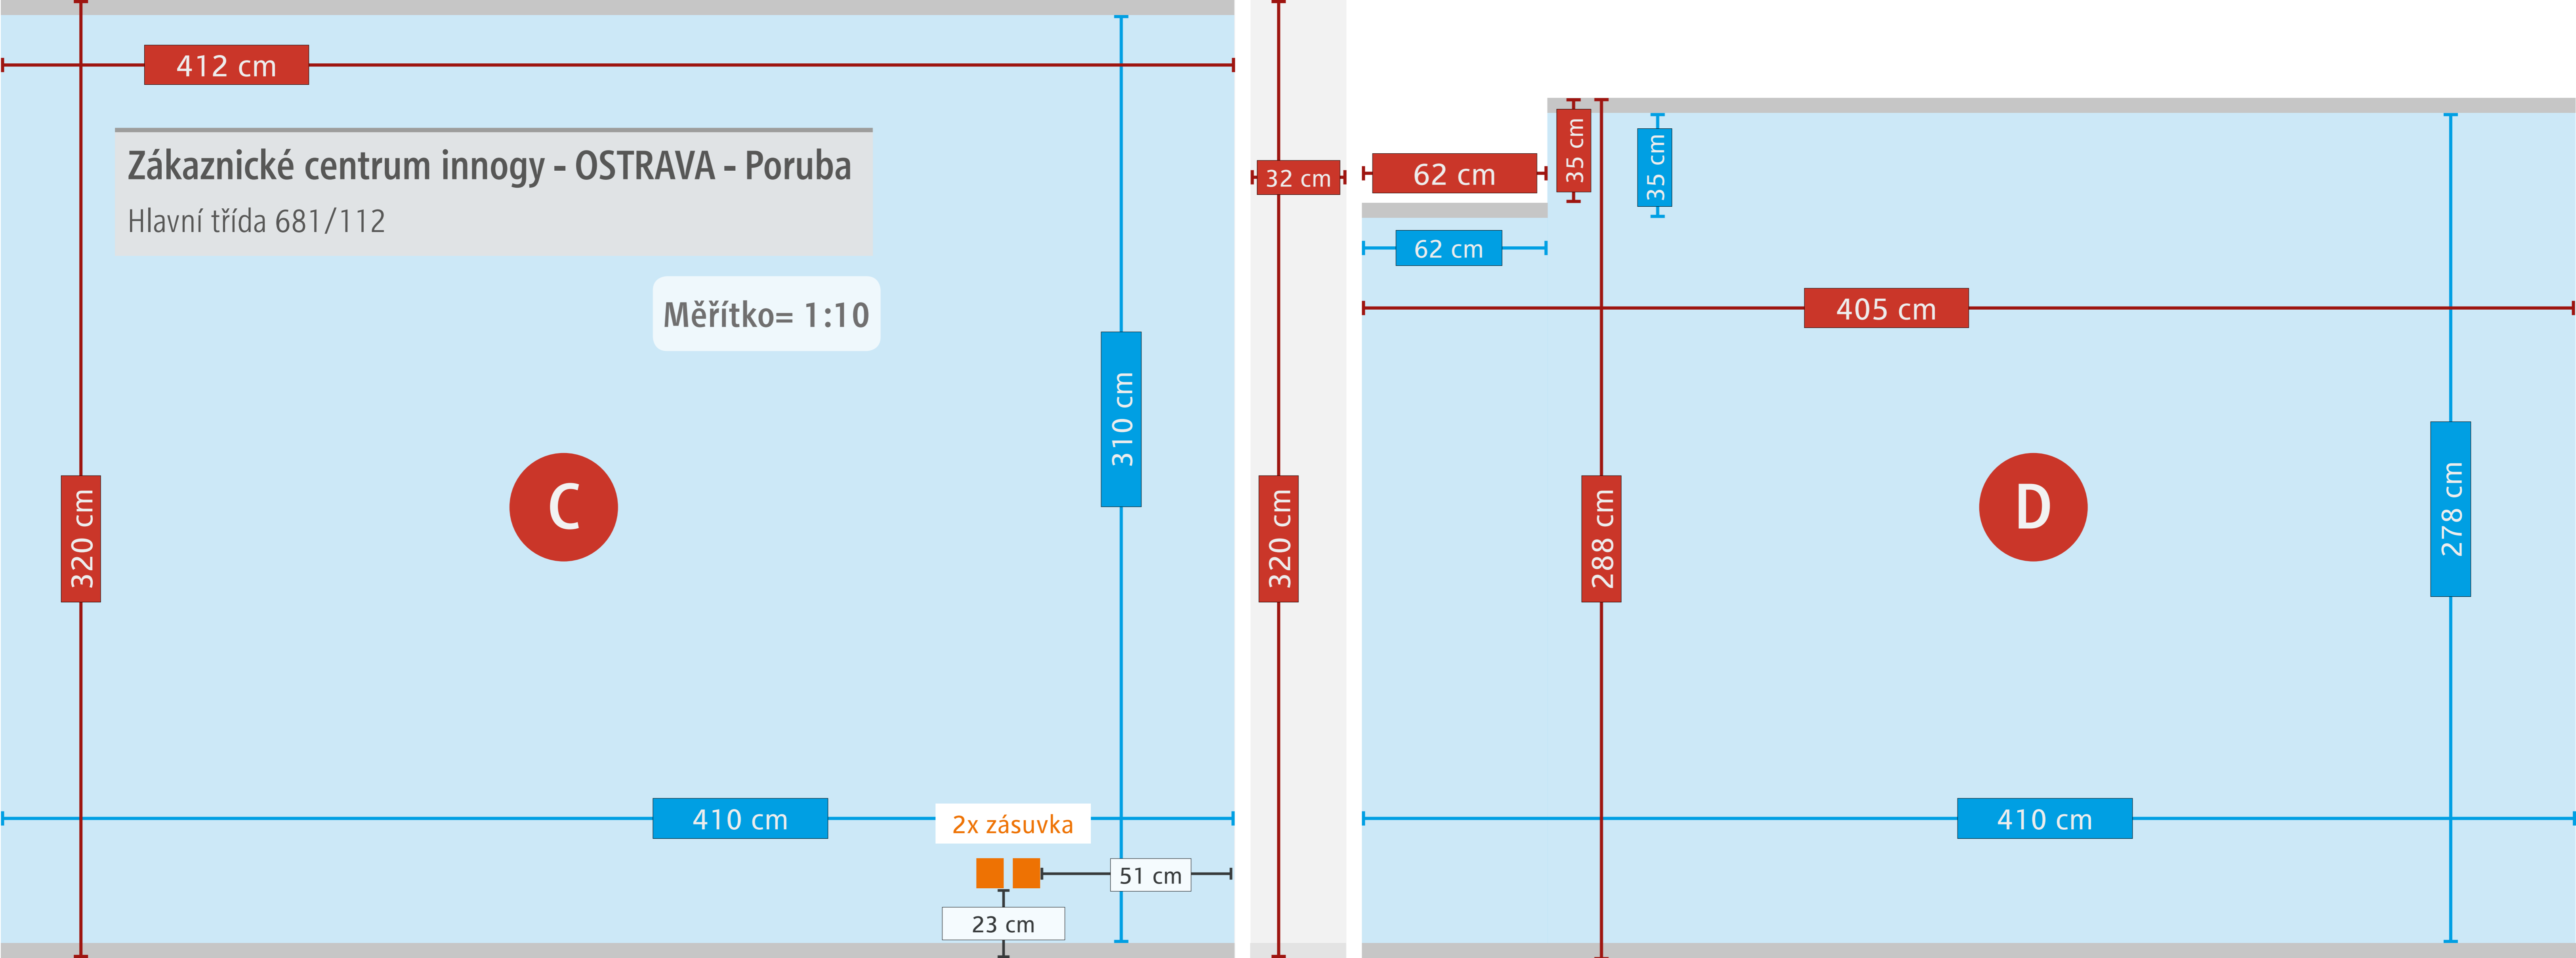 412 cm
Zákaznické centrum innogy - OSTRAVA - Poruba
Hlavní třída 681/112
Měřítko= 1:10
310 cm
C
320 cm
410 cm
2x zásuvka
51 cm
23 cm
32 cm
320 cm
62 cm
35 cm
35 cm
62 cm
405 cm
288 cm
D
278 cm
410 cm